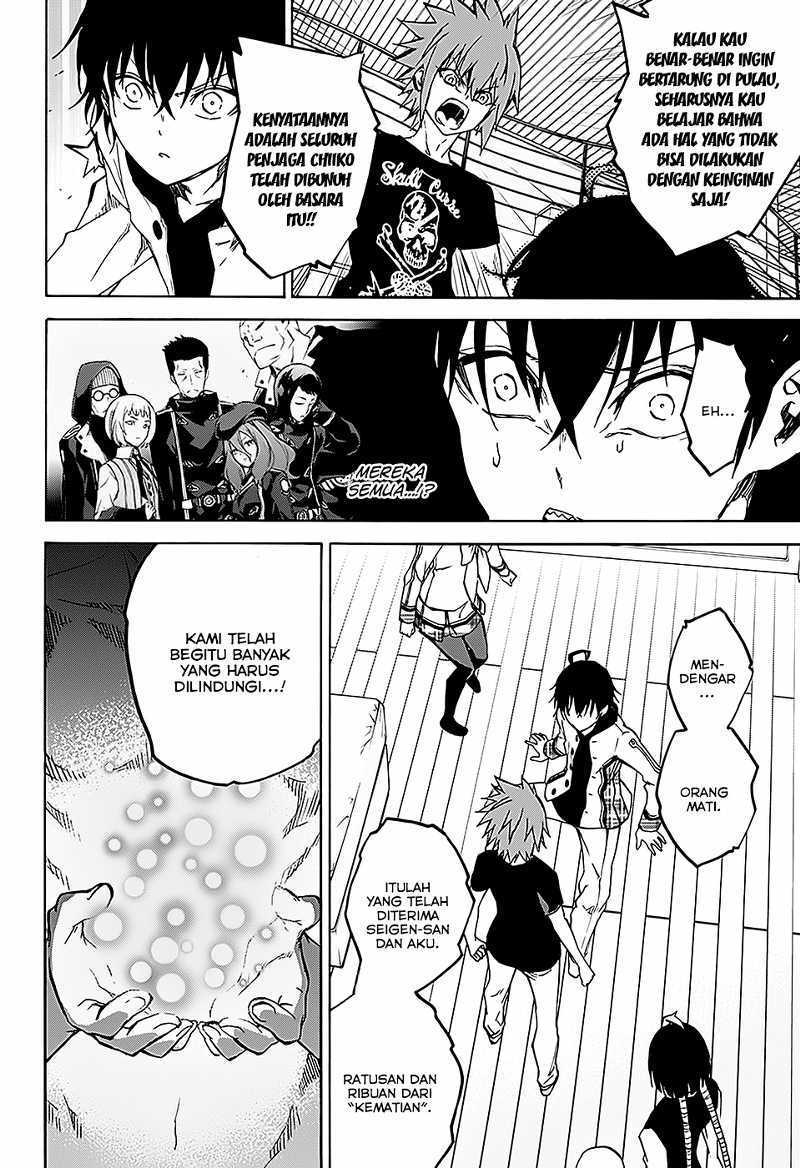 KALAU KAU
BENAR-BENAR INGIN
BERTARUNG DI PULAU,
SEHARUSNYA KAU
BELAJAR BAHWA
ADA HAL YANG TIDAK
BISA DILAKUKAN
DENGAN KEINGINAN
SAJA!
Skull Curse
KENYATAANNYA
ADALAH SELURUH
PENJAGA CHIIKO
TELAH DIBUNUH
OLEH BASARA
ITU!!
EH...
MEREKA
SEMUA...!?
MEN-
DENGAR
...
ORANG
MATI.
ITULAH
YANG TELAH
DITERIMA
SEIGEN-SAN
DAN AKU.
RATUSAN DAN
RIBUAN DARI
"KEMATIAN".
KAMI TELAH
BEGITU BANYAK
YANG HARUS
DILINDUNGI...!